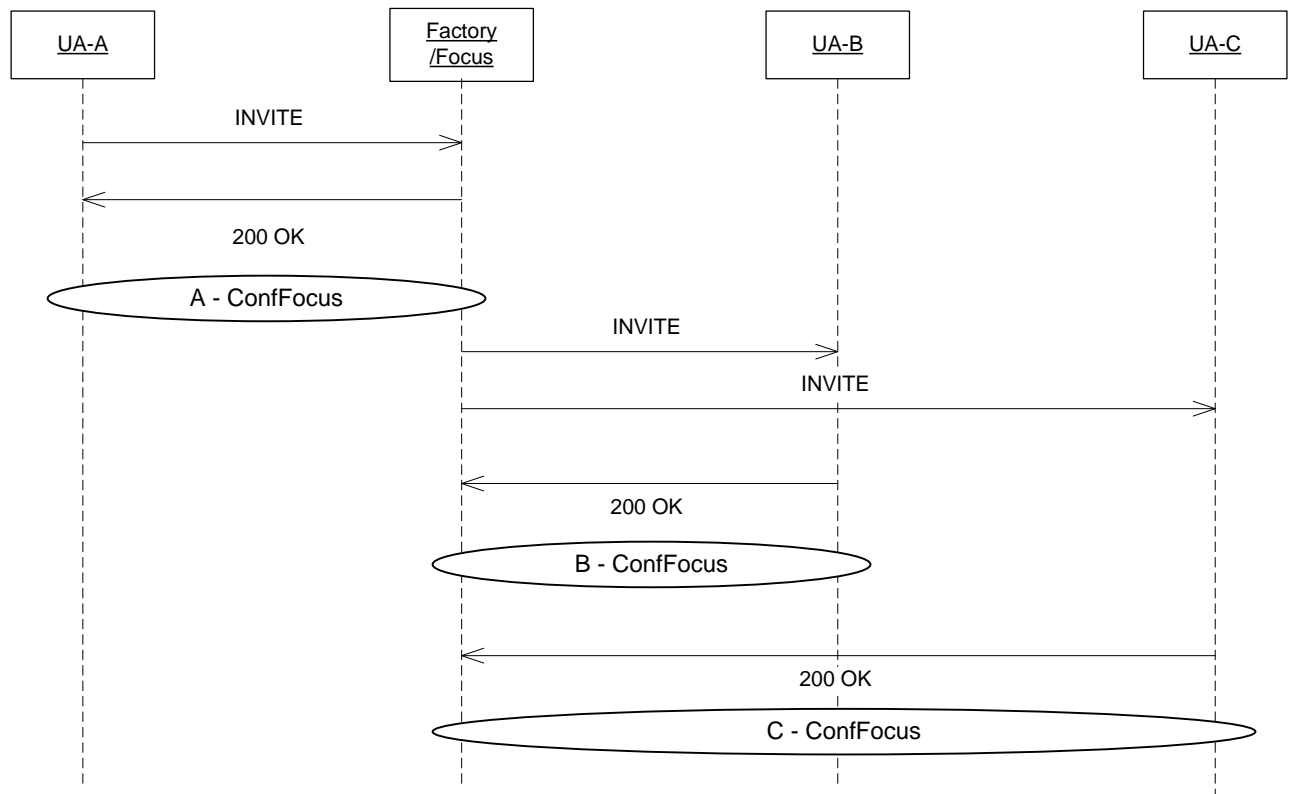 UA-A
Factory
/Focus
UA-B
UA-C
INVITE
200 OK
A - ConfFocus
INVITE
INVITE
200 OK
B - ConfFocus
200 OK
C - ConfFocus